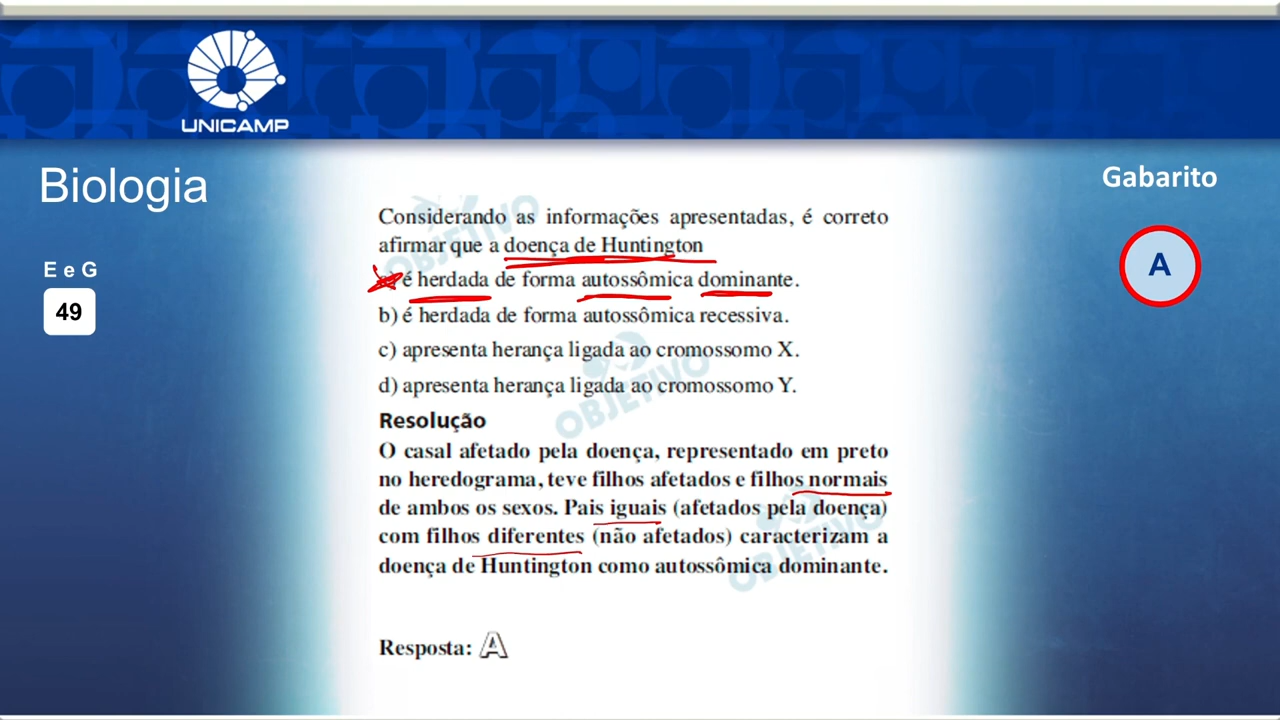 UNICAMP
Biologia
Gabarito
E e G
49
A
Considerando as informações apresentadas, é correto
afirmar que a doença de Huntington
é herdada de forma autossômica dominante.
b) é herdada de forma autossômica recessiva.
c) apresenta herança ligada ao cromossomo X.
d) apresenta herança ligada ao cromossomo Y.
Resolução
O casal afetado pela doença, representado em preto
no heredograma, teve filhos afetados e filhos normais
de ambos os sexos. Pais iguais (afetados pela doença)
com filhos diferentes (não afetados) caracterizam a
doença de Huntington como autossômica dominante.
Resposta: A
OBJETIVO
OBJETIVO
OBJETIVO